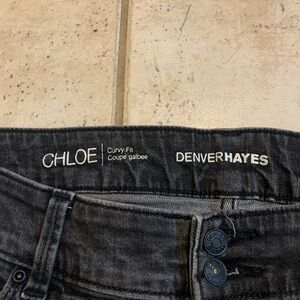 CHLOE
Curvy Fit
Coupe galbee
DENVERHAYES